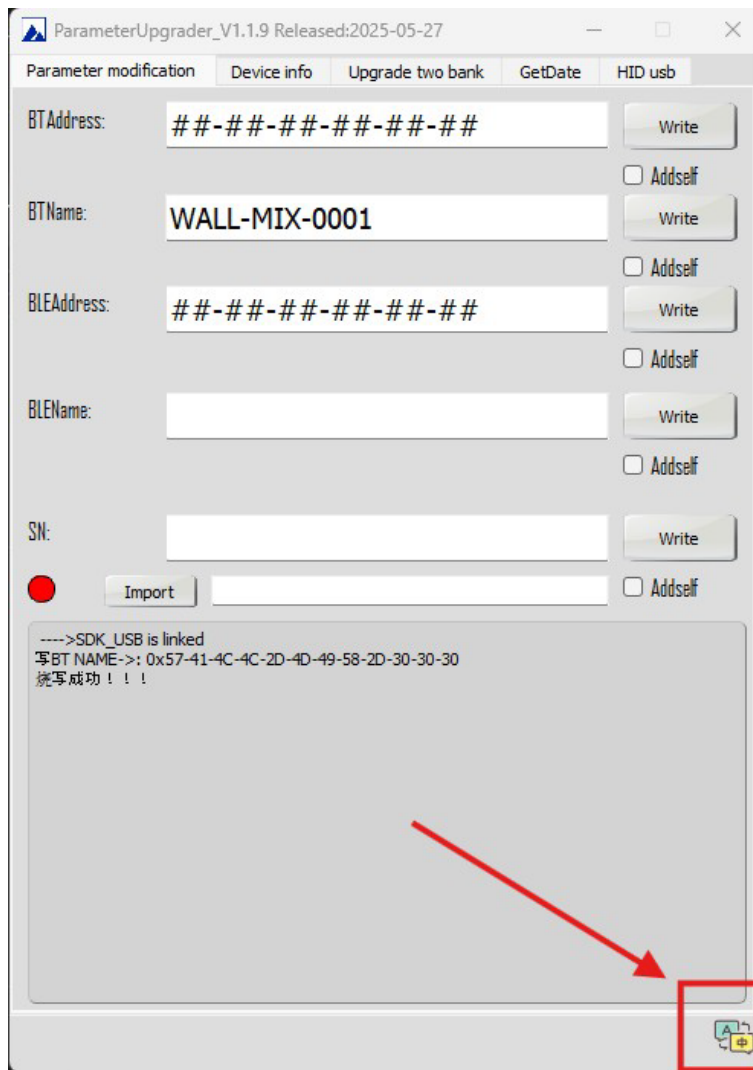 ParameterUpgrader_V1.1.9 Released:2025-05-27
Parameter modification Device info Upgrade two bank GetDate HID usb
BTAddress: ##-##-##-##-##-## Write
Addself
BTName: WALL-MIX-0001 Write
Addself
BLEAddress: ##-##-##-##-##-## Write
Addself
BLEName: Write
Addself
SN: Write
Import Addself
---->SDK_USB is linked
写BT NAME->: 0x57-41-4C-4C-2D-4D-49-58-2D-30-30-30
烧写成功！！！
A 中